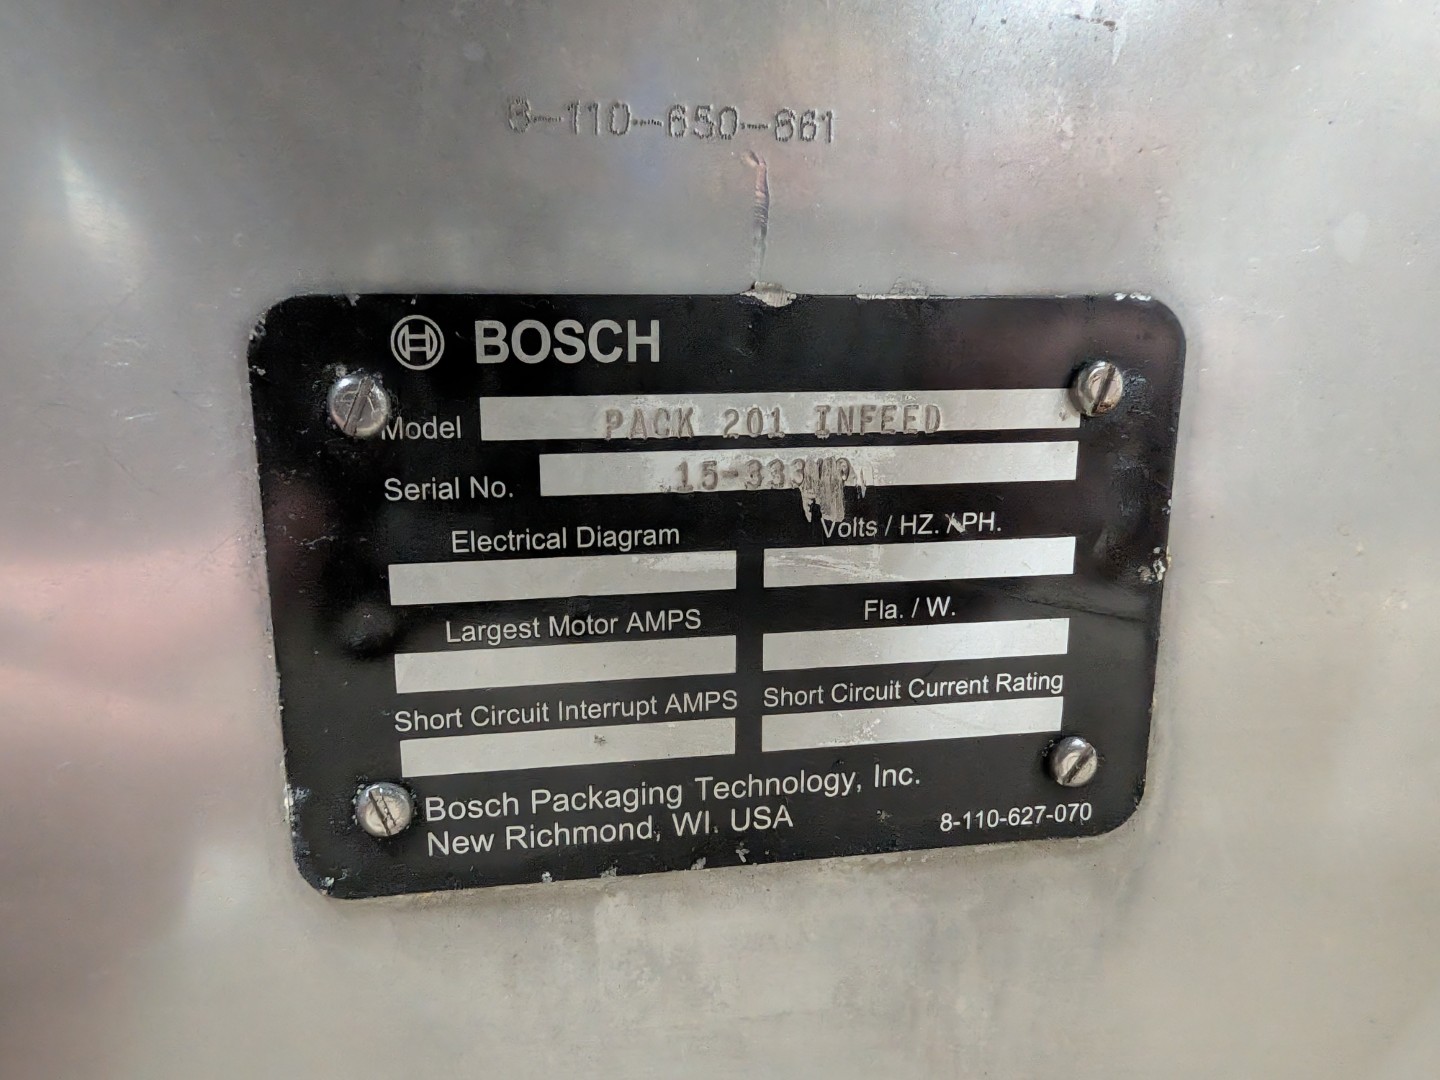 8-110-650-861
BOSCH
Model PACK 201 INFEED
Serial No.
Electrical Diagram Volts / HZ. / PH.
Largest Motor AMPS Fla. / W.
Short Circuit Interrupt AMPS Short Circuit Current Rating
Bosch Packaging Technology, Inc.
New Richmond, WI. USA
8-110-627-070